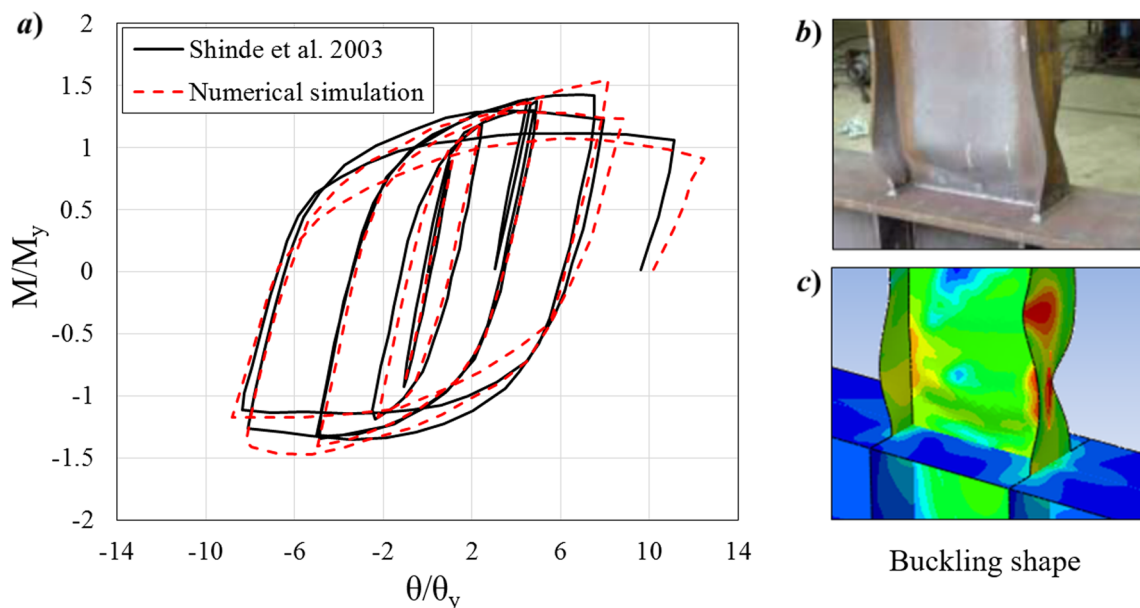 a)
Shinde et al. 2003
Numerical simulation
M/My
2
1.5
1
0.5
0
-0.5
-1
-1.5
-2
-14
-10
-6
-2
2
6
10
14
θ/θy
b)
c)
Buckling shape